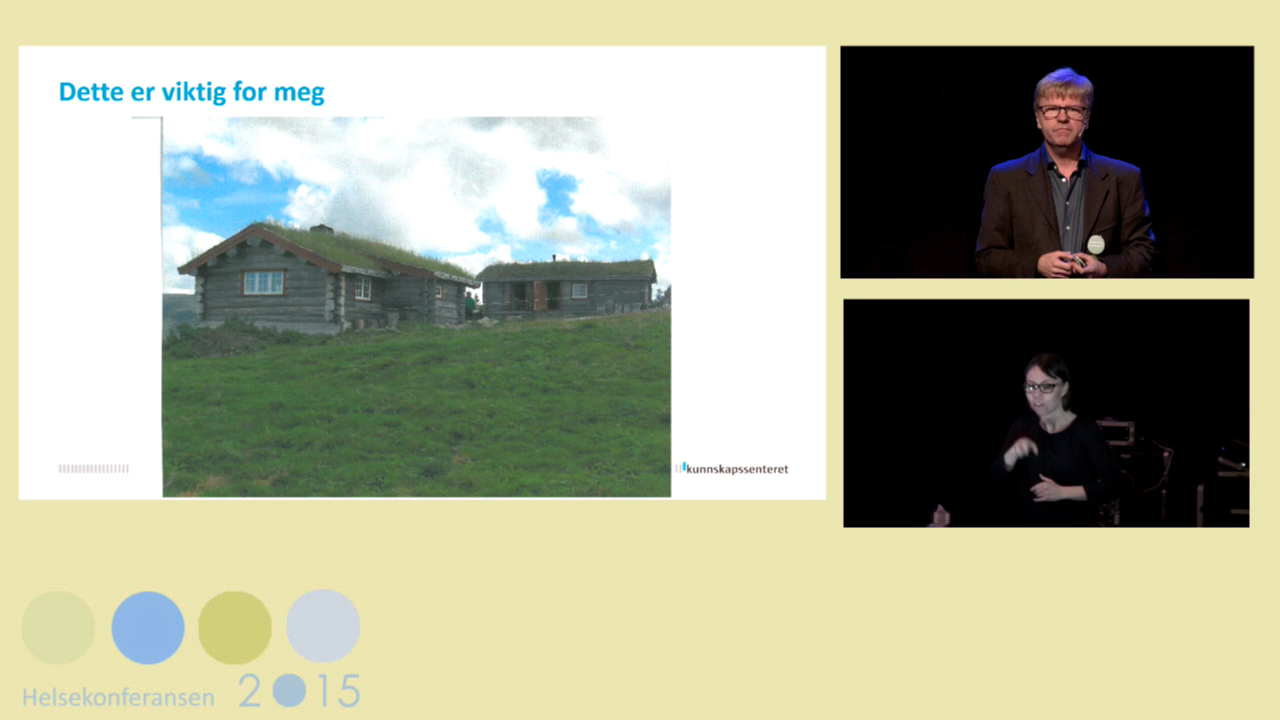 Dette er viktig for meg
kunnskapssenteret
Helsekonferansen 2015